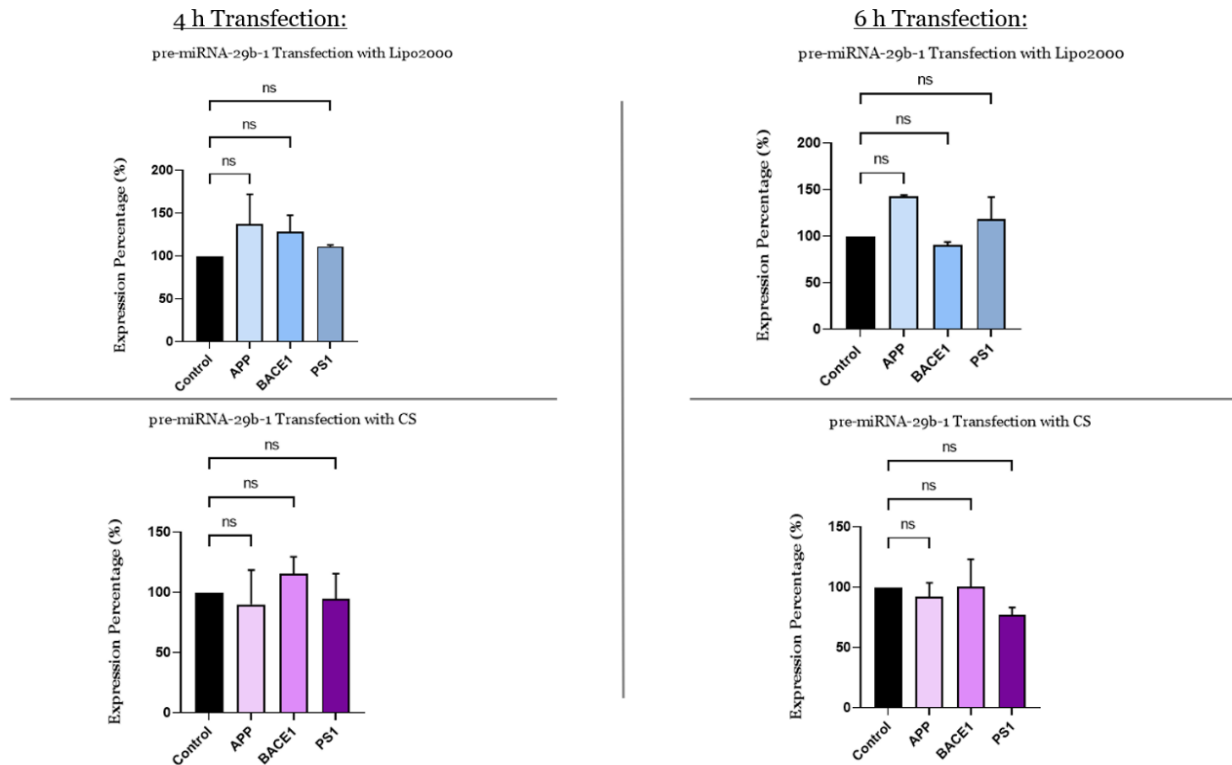 4 h Transfection:
pre-miRNA-29b-1 Transfection with Lipo2000
ns
ns
ns
Expression Percentage (%)
200
150
100
50
0
Control
APP
BACE1
PS1
6 h Transfection:
pre-miRNA-29b-1 Transfection with Lipo2000
ns
ns
ns
Expression Percentage (%)
200
150
100
50
0
Control
APP
BACE1
PS1
pre-miRNA-29b-1 Transfection with CS
ns
ns
ns
Expression Percentage (%)
150
100
50
0
Control
APP
BACE1
PS1
pre-miRNA-29b-1 Transfection with CS
ns
ns
ns
Expression Percentage (%)
150
100
50
0
Control
APP
BACE1
PS1